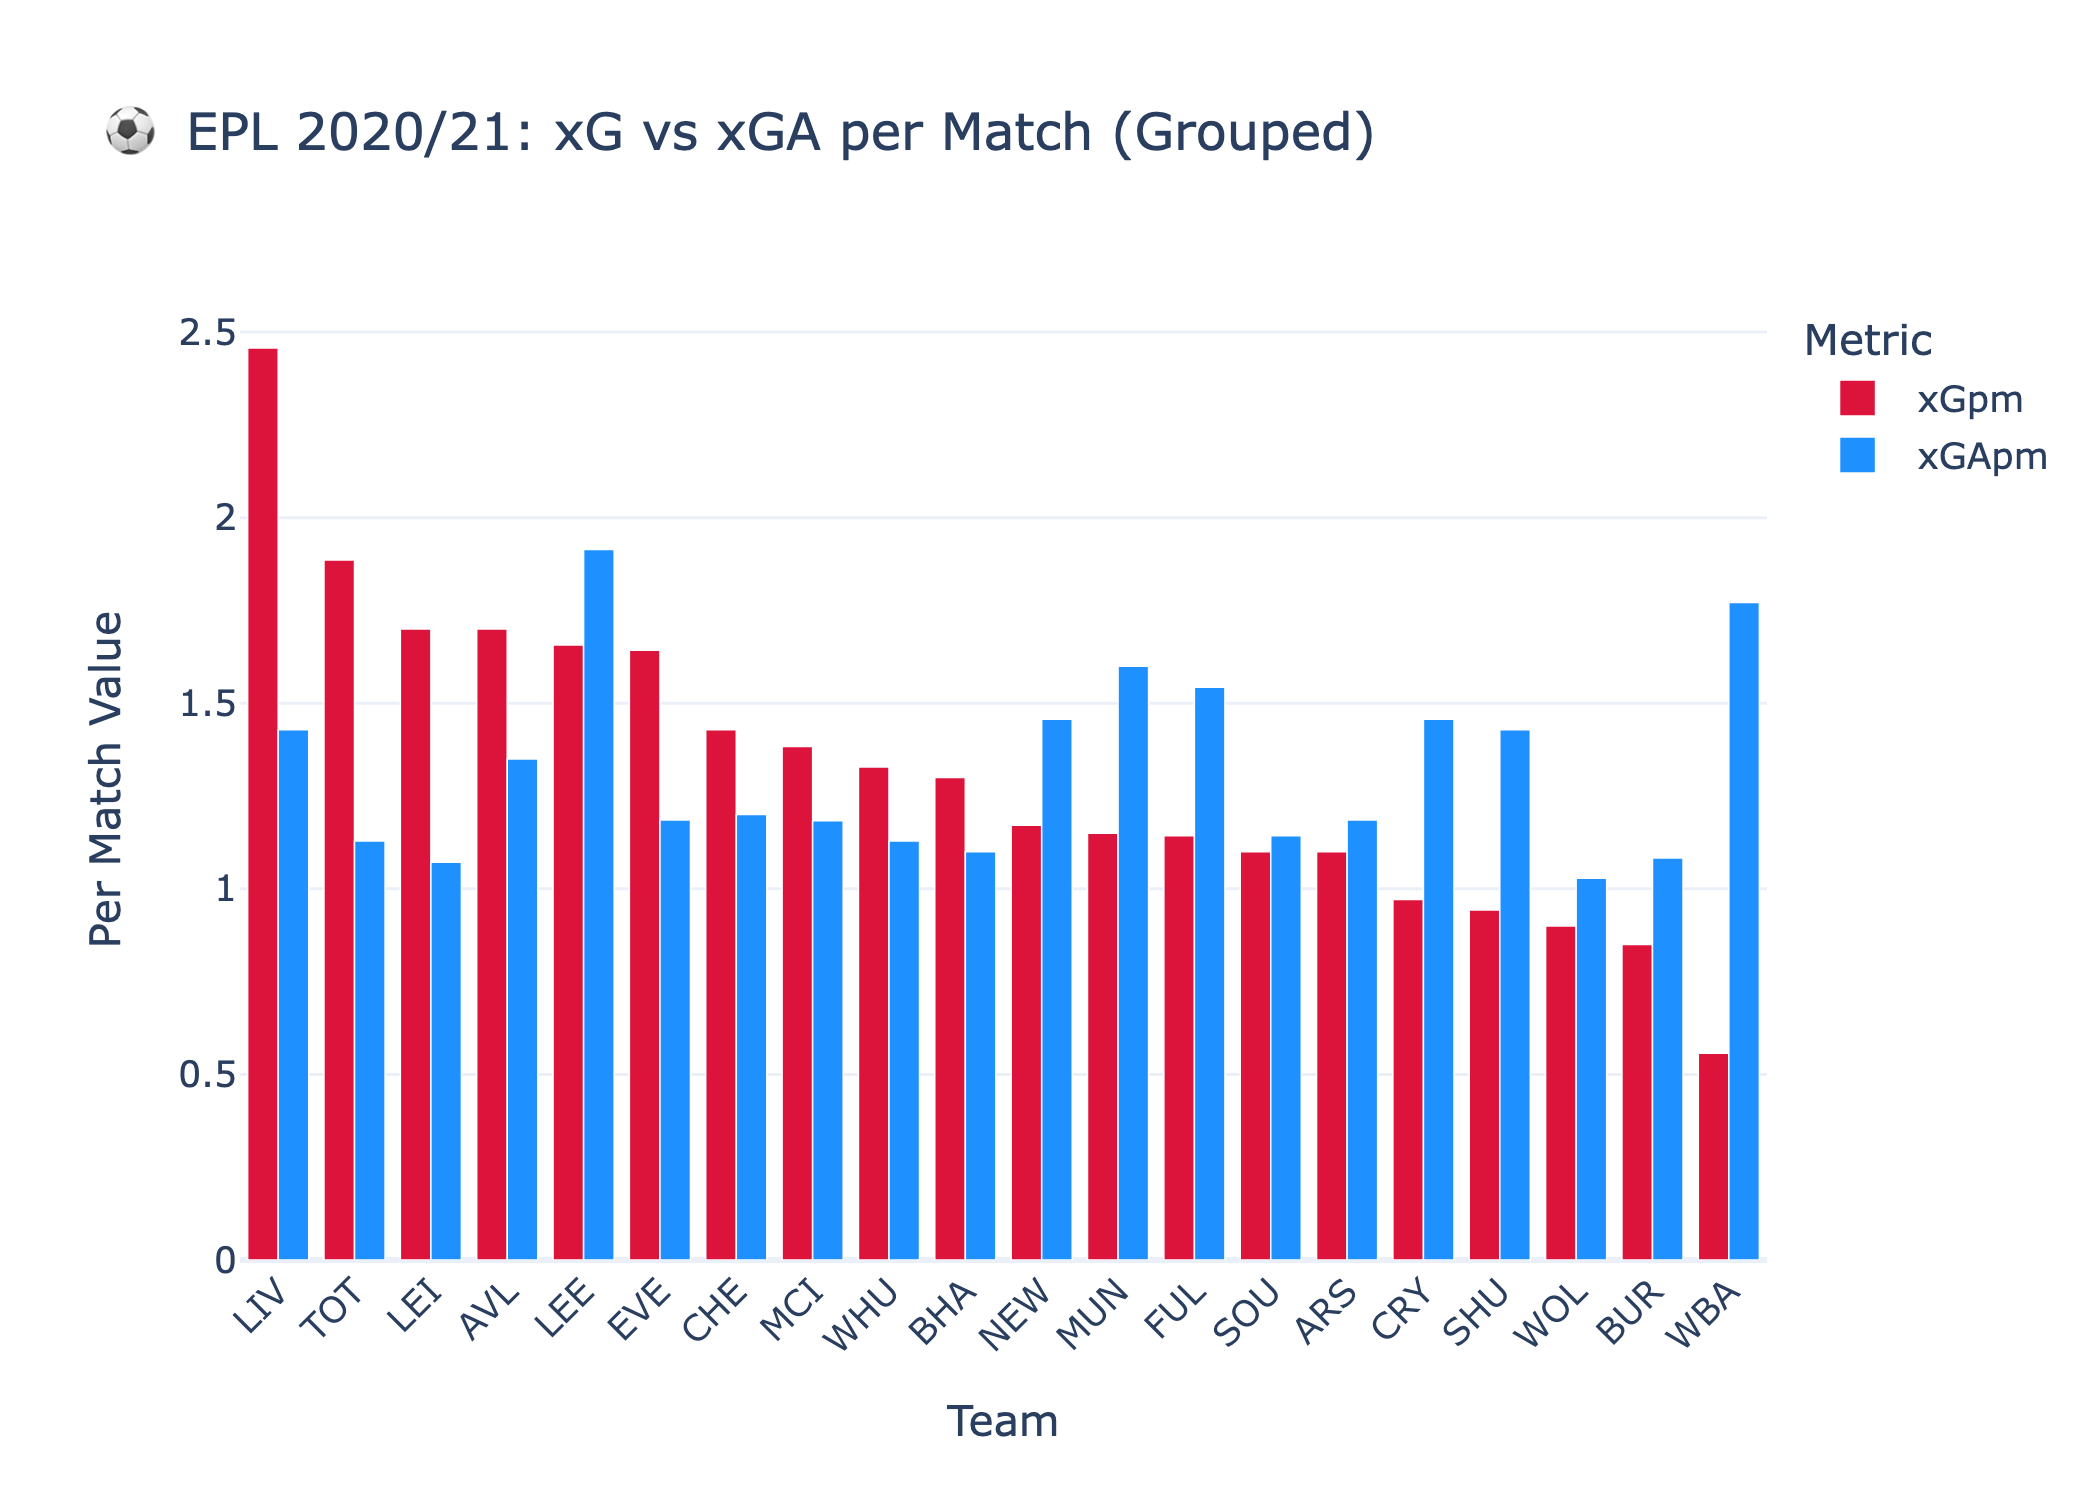 ⚽ EPL 2020/21: xG vs xGA per Match (Grouped)
Metric
xGpm
xGApm
Per Match Value
2.5
2
1.5
1
0.5
0
LIV
TOT
LEI
AVL
LEE
EVE
CHE
MCI
WHU
BHA
NEW
MUN
FUL
SOU
ARS
CRY
SHU
WOL
BUR
WBA
Team